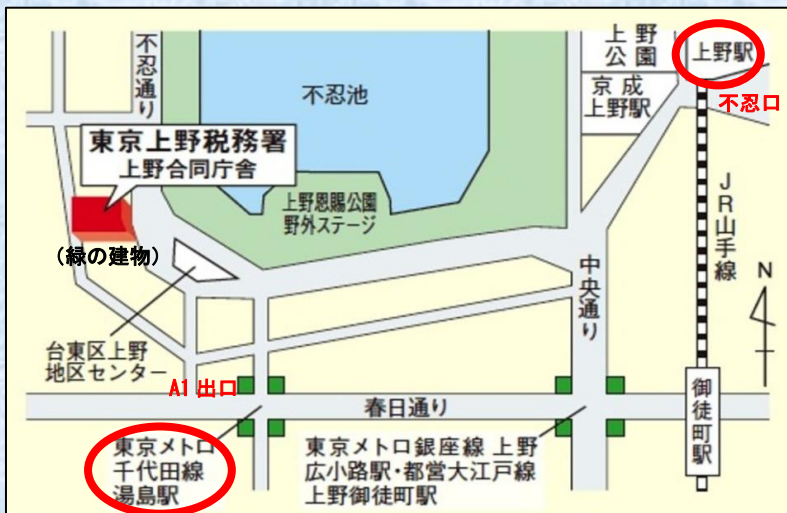 不忍通り
不忍池
上野
公園
上野駅
京成
上野駅
不忍口
東京上野税務署
上野合同庁舎
上野恩賜公園
野外ステージ
(緑の建物)
JR山手線
中央通り
N
台東区上野
地区センター
A1 出口
春日通り
御徒町駅
東京メトロ
千代田線
湯島駅
東京メトロ銀座線 上野
広小路駅・都営大江戸線
上野御徒町駅